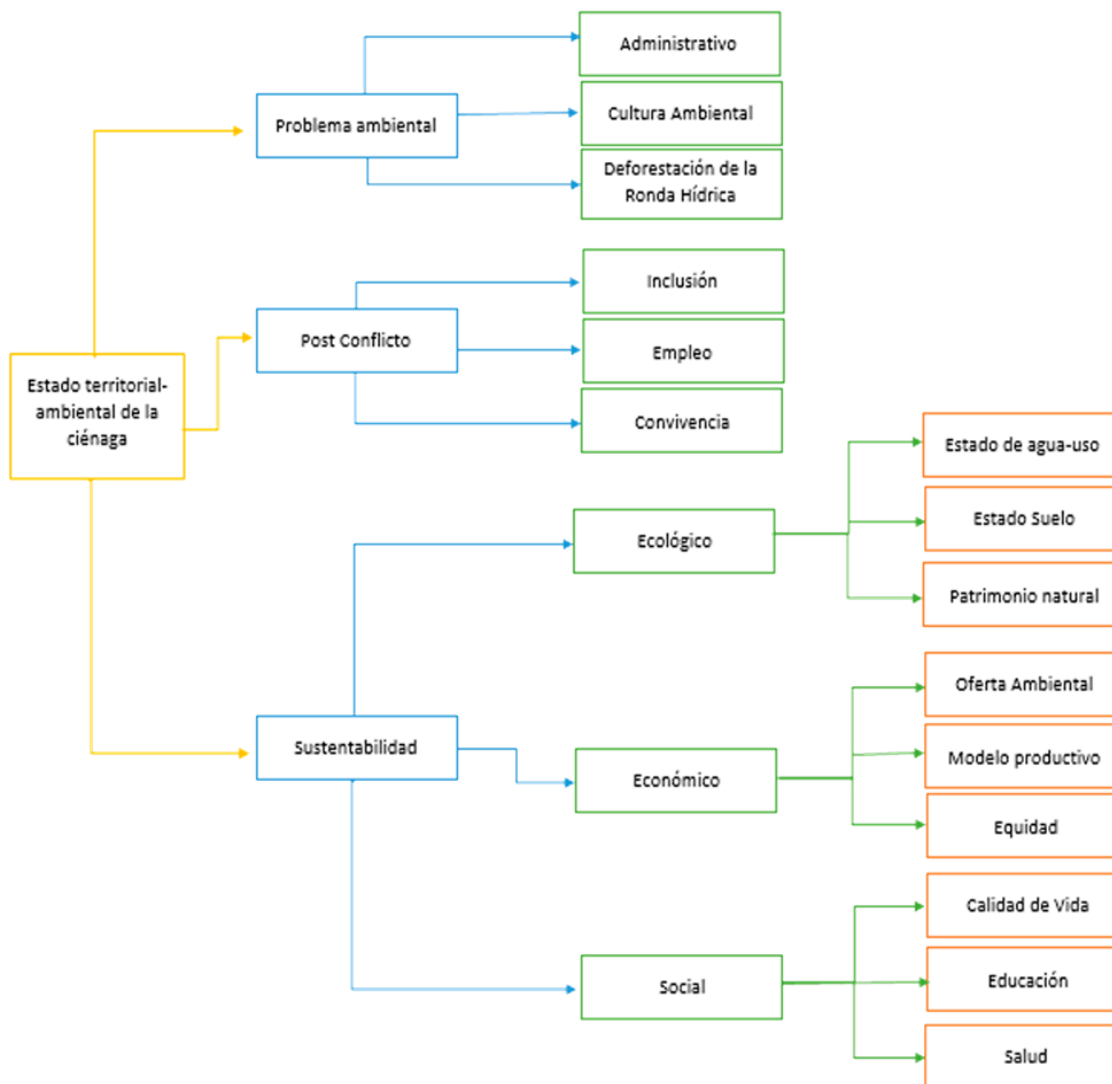 Administrativo
Problema ambiental
Cultura Ambiental
Deforestación de la
Ronda Hídrica
Inclusión
Post Conflicto
Empleo
Convivencia
Estado territorial-
ambiental de la
ciénaga
Estado de agua-uso
Ecológico
Estado Suelo
Patrimonio natural
Sustentabilidad
Oferta Ambiental
Económico
Modelo productivo
Equidad
Calidad de Vida
Social
Educación
Salud